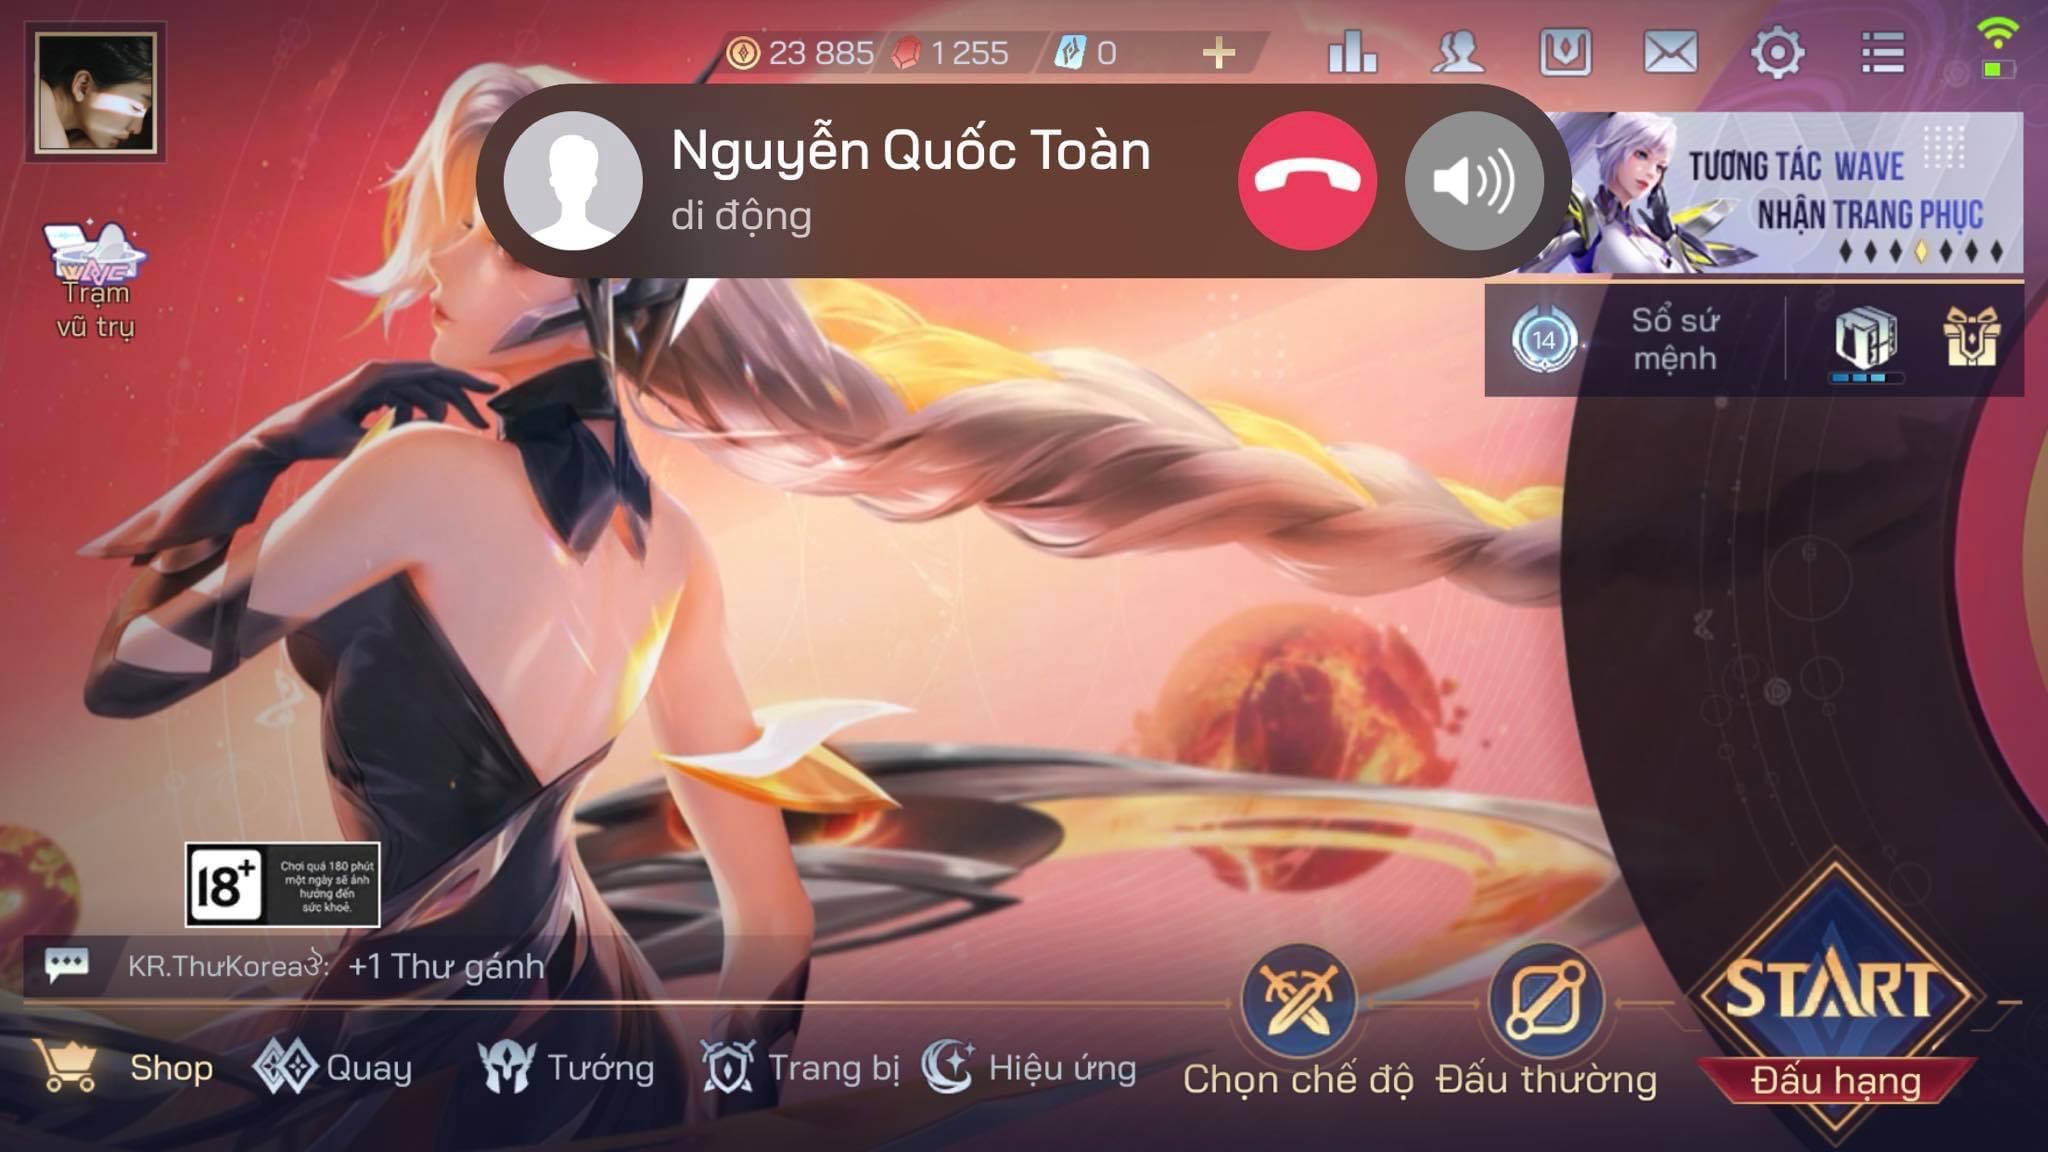 23 885
1 255
0
Nguyễn Quốc Toàn
di động
TƯƠNG TÁC WAVE
NHẬN TRANG PHỤC
WAVE
Trạm
vũ trụ
14
Sổ sứ
mệnh
18+
Chơi quá 180 phút
một ngày sẽ ảnh
hưởng đến
sức khoẻ.
KR.ThưKorea: +1 Thư gánh
START
Shop
Quay
Tướng
Trang bị
Hiệu ứng
Chọn chế độ
Đấu thường
Đấu hạng